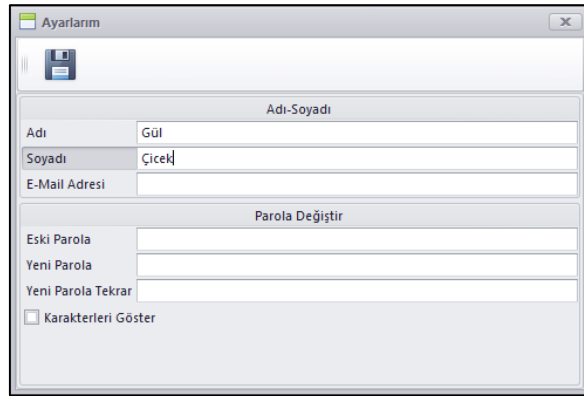 Ayarlarım
Adı-Soyadı
Adı Gül
Soyadı Çicek
E-Mail Adresi
Parola Değiştir
Eski Parola
Yeni Parola
Yeni Parola Tekrar
Karakterleri Göster